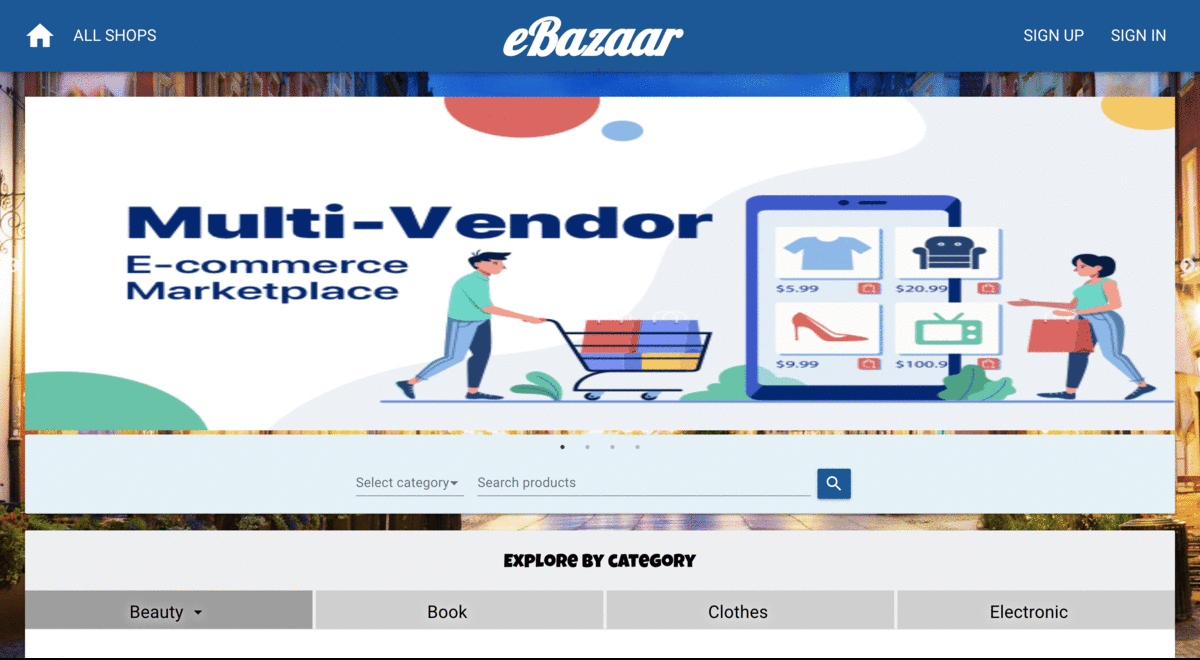 ALL SHOPS
eBazaar
SIGN UP
SIGN IN
Multi-Vendor
E-commerce
Marketplace
$5.99
$20.99
$9.99
$100.9
Select category
Search products
EXPLORE BY CATEGORY
Beauty
Book
Clothes
Electronic